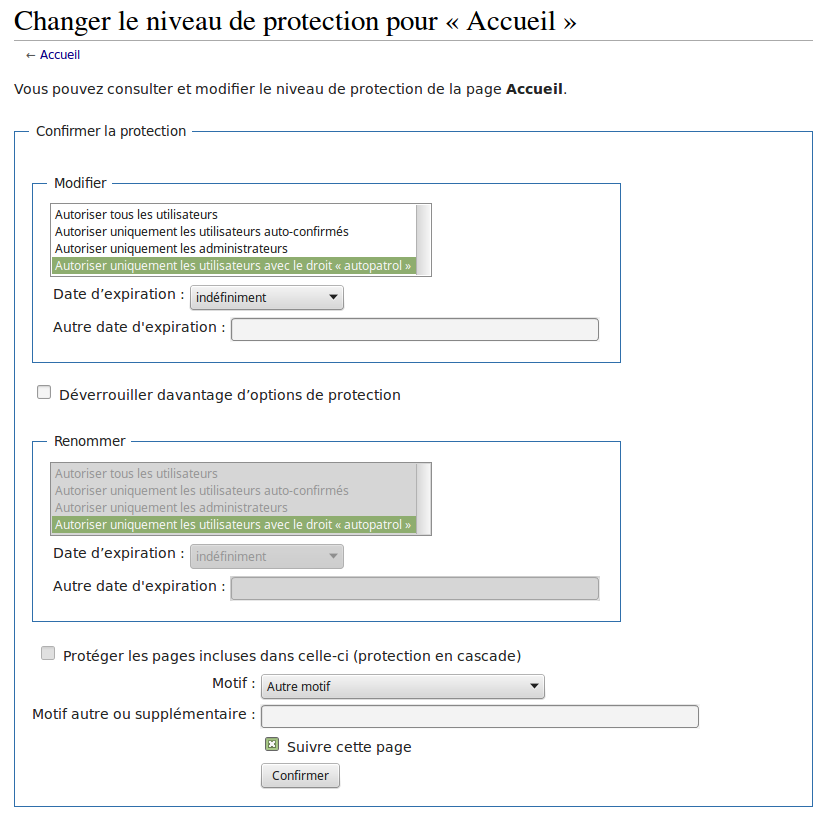 Changer le niveau de protection pour « Accueil »
← Accueil
Vous pouvez consulter et modifier le niveau de protection de la page Accueil.
Confirmer la protection
Modifier
Autoriser tous les utilisateurs
Autoriser uniquement les utilisateurs auto-confirmés
Autoriser uniquement les administrateurs
Autoriser uniquement les utilisateurs avec le droit « autopatrol »
Date d’expiration : indéfiniment
Autre date d'expiration :
Déverrouiller davantage d’options de protection
Renommer
Autoriser tous les utilisateurs
Autoriser uniquement les utilisateurs auto-confirmés
Autoriser uniquement les administrateurs
Autoriser uniquement les utilisateurs avec le droit « autopatrol »
Date d’expiration : indéfiniment
Autre date d'expiration :
Protéger les pages incluses dans celle-ci (protection en cascade)
Motif : Autre motif
Motif autre ou supplémentaire :
Suivre cette page
Confirmer